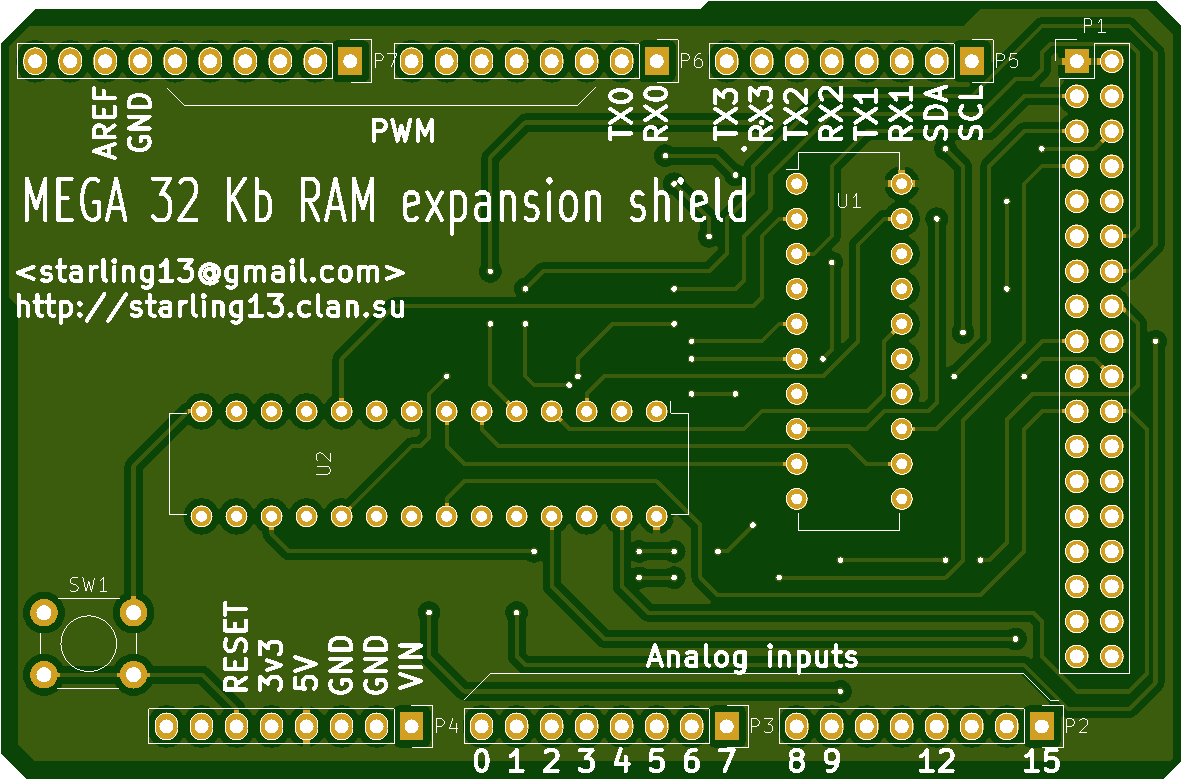 P1
P7
P6
P5
AREF
GND
PWM
TX0
RX0
TX3
RX3
TX2
RX2
TX1
RX1
SDA
SCL
MEGA 32 Kb RAM expansion shield
U1
<starling13@gmail.com>
http://starling13.clan.su
U2
SW1
RESET
3v3
5V
GND
GND
VIN
Analog inputs
P4
P3
P2
0 1 2 3 4 5 6 7 8 9 12 15